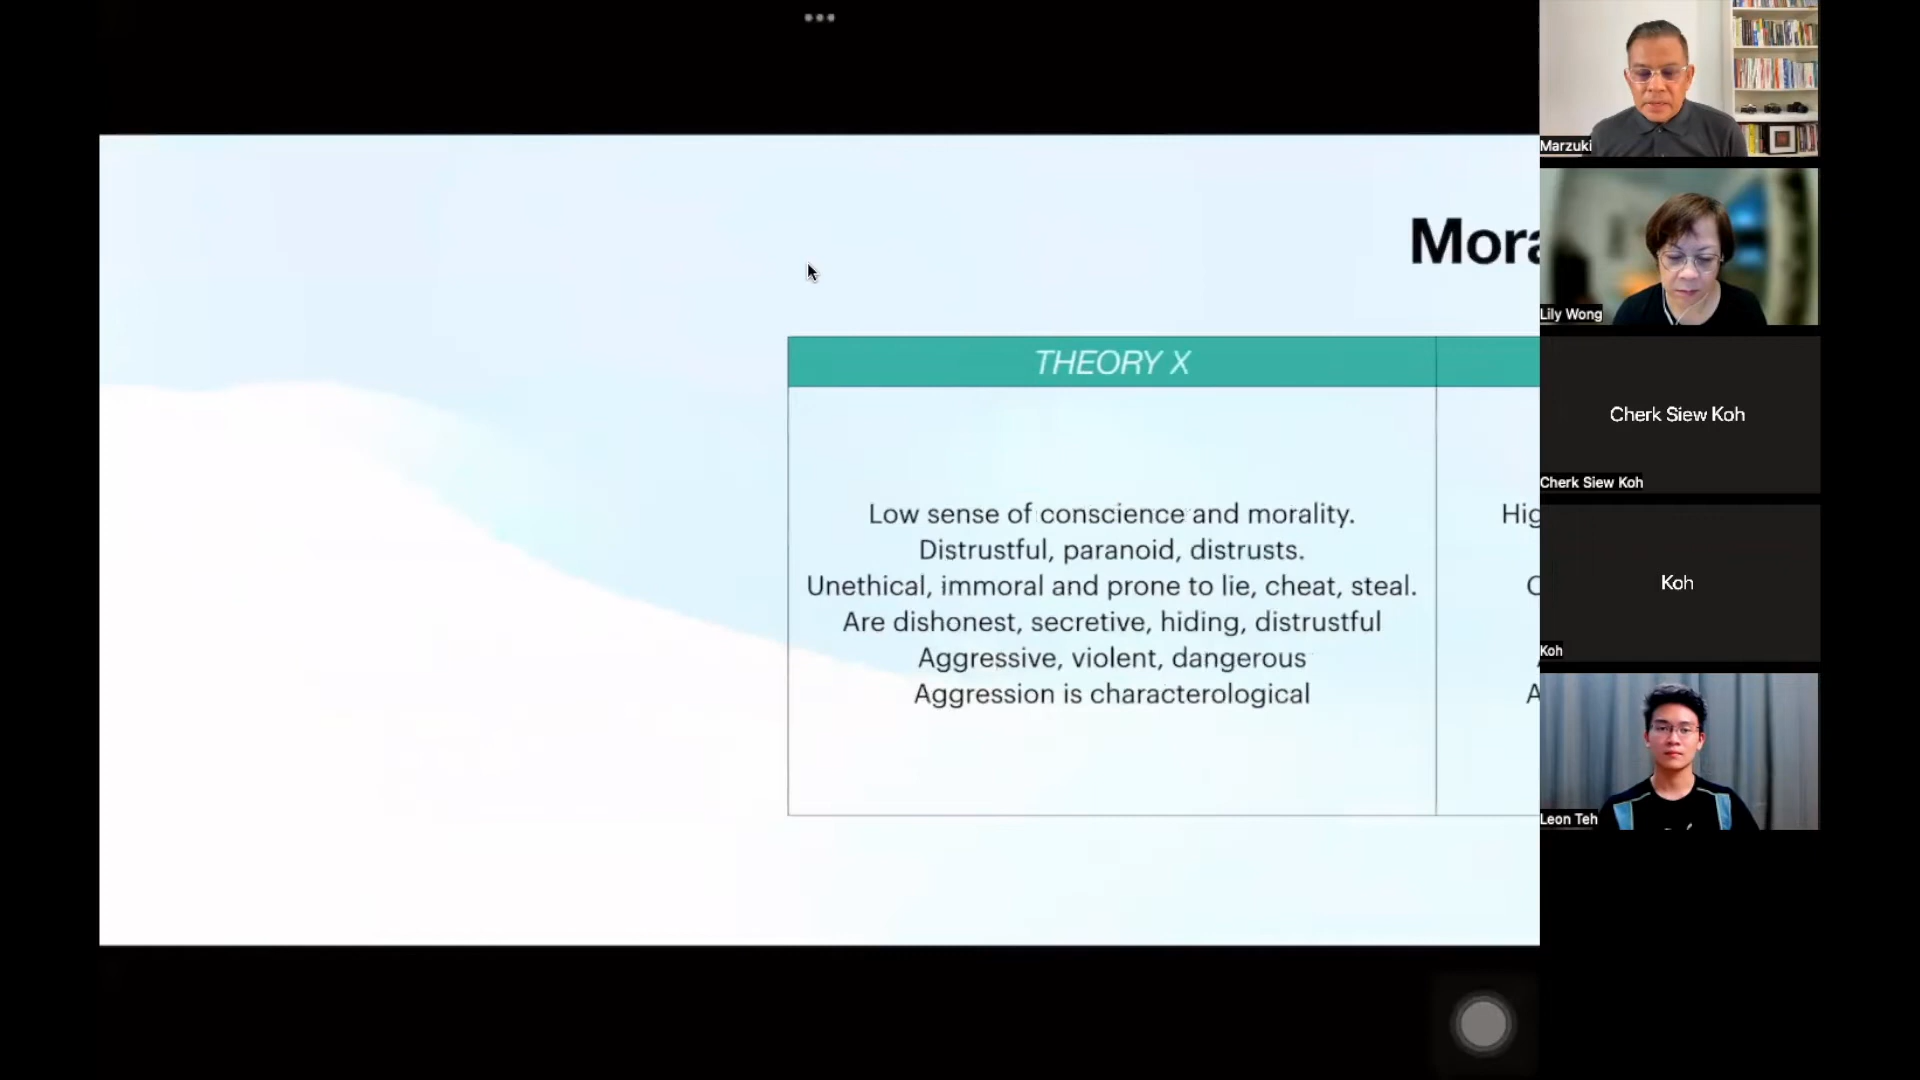 Mora
THEORY X
Low sense of conscience and morality.
Distrustful, paranoid, distrusts.
Unethical, immoral and prone to lie, cheat, steal.
Are dishonest, secretive, hiding, distrustful
Aggressive, violent, dangerous
Aggression is characterological
Hig
Marzuki
Lily Wong
Cherk Siew Koh
Cherk Siew Koh
Koh
Koh
Leon Teh